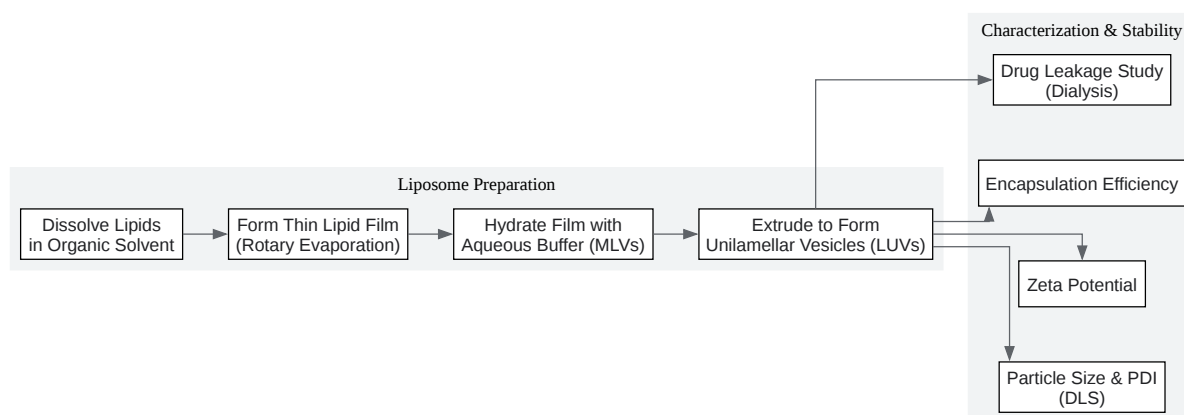 Characterization & Stability
Drug Leakage Study
(Dialysis)
Liposome Preparation
Encapsulation Efficiency
Dissolve Lipids
in Organic Solvent
Form Thin Lipid Film
(Rotary Evaporation)
Hydrate Film with
Aqueous Buffer (MLVs)
Extrude to Form
Unilamellar Vesicles (LUVs)
Zeta Potential
Particle Size & PDI
(DLS)